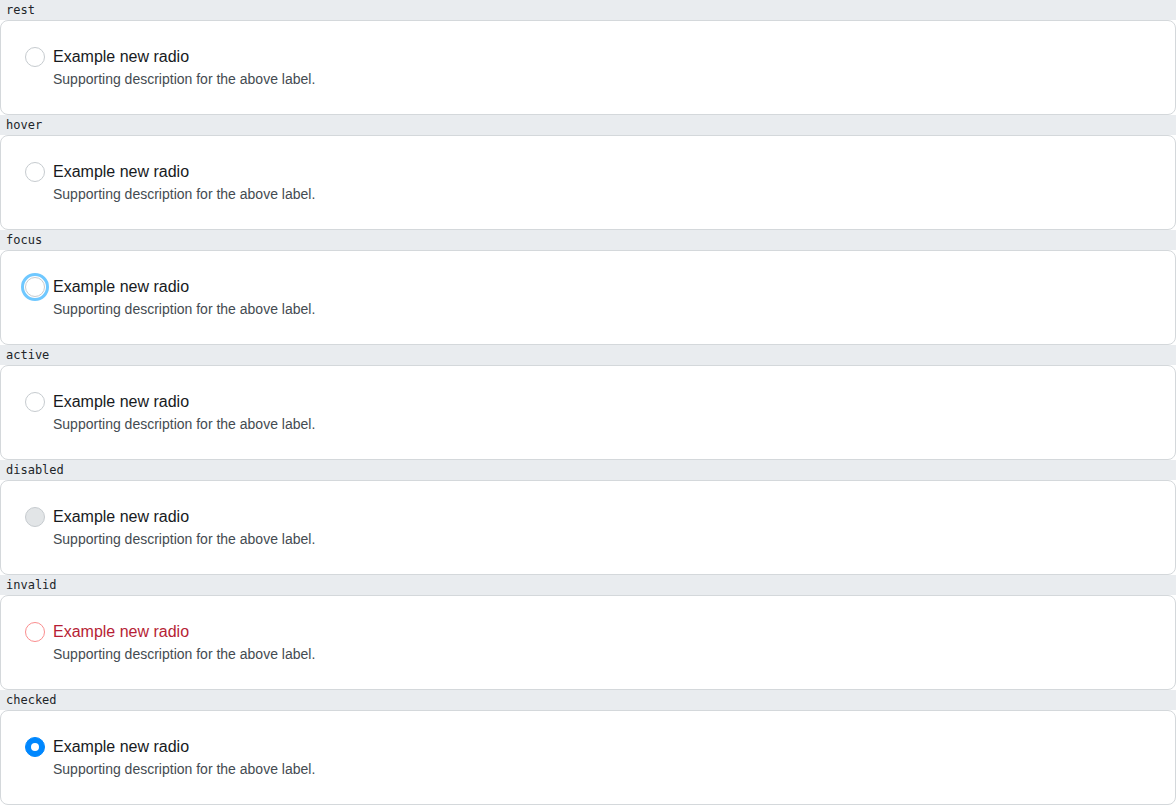 rest
Example new radio
Supporting description for the above label.
hover
Example new radio
Supporting description for the above label.
focus
Example new radio
Supporting description for the above label.
active
Example new radio
Supporting description for the above label.
disabled
Example new radio
Supporting description for the above label.
invalid
Example new radio
Supporting description for the above label.
checked
Example new radio
Supporting description for the above label.